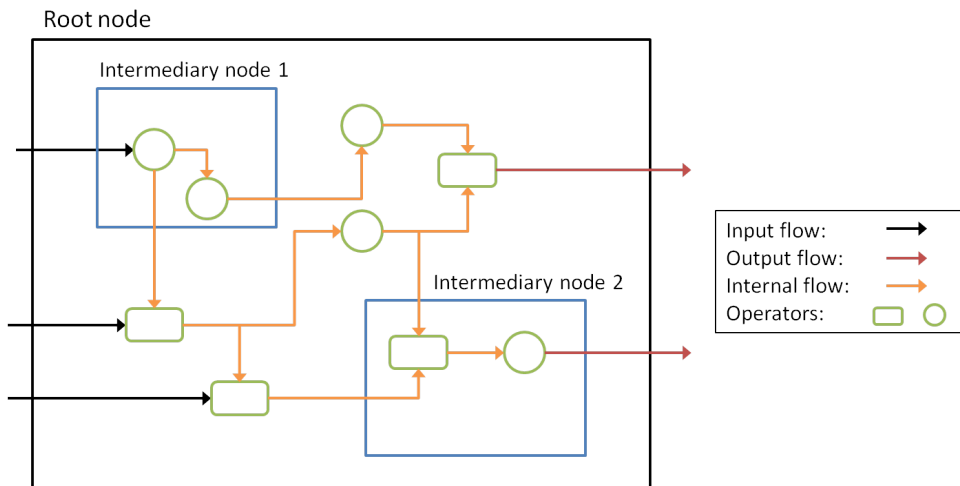 Root node
Intermediary node 1
Intermediary node 2
Input flow:
Output flow:
Internal flow:
Operators: